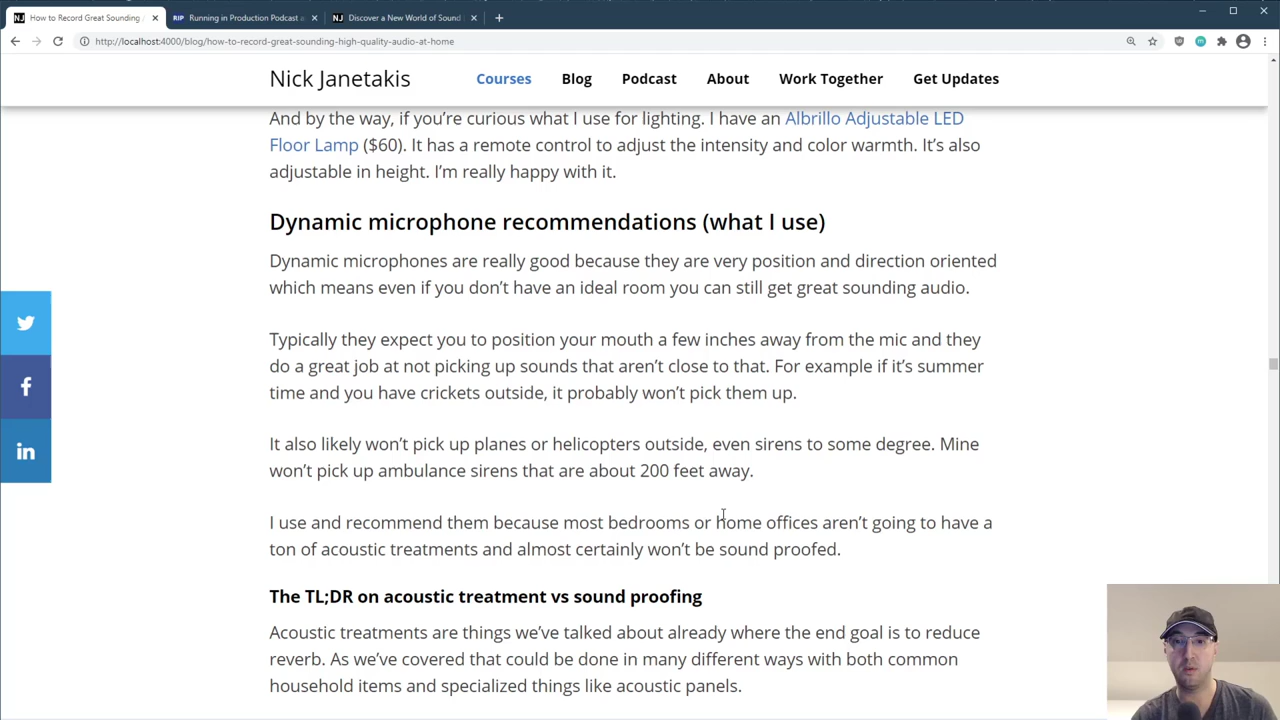 How to Record Great Sounding
Running in Production Podcast a
NJ
Discover a New World of Sound
http://localhost:4000/blog/how-to-record-great-sounding-high-quality-audio-at-home
Nick Janetakis
Courses
Blog
Podcast
About
Work Together
Get Updates
And by the way, if you're curious what I use for lighting. I have an Albrillo Adjustable LED
Floor Lamp ($60). It has a remote control to adjust the intensity and color warmth. It's also
adjustable in height. I'm really happy with it.
Dynamic microphone recommendations (what I use)
Dynamic microphones are really good because they are very position and direction oriented
which means even if you don't have an ideal room you can still get great sounding audio.
Typically they expect you to position your mouth a few inches away from the mic and they
do a great job at not picking up sounds that aren't close to that. For example if it's summer
time and you have crickets outside, it probably won't pick them up.
It also likely won't pick up planes or helicopters outside, even sirens to some degree. Mine
won't pick up ambulance sirens that are about 200 feet away.
I use and recommend them because most bedrooms or home offices aren't going to have a
ton of acoustic treatments and almost certainly won't be sound proofed.
The TL;DR on acoustic treatment vs sound proofing
Acoustic treatments are things we've talked about already where the end goal is to reduce
reverb. As we've covered that could be done in many different ways with both common
household items and specialized things like acoustic panels.